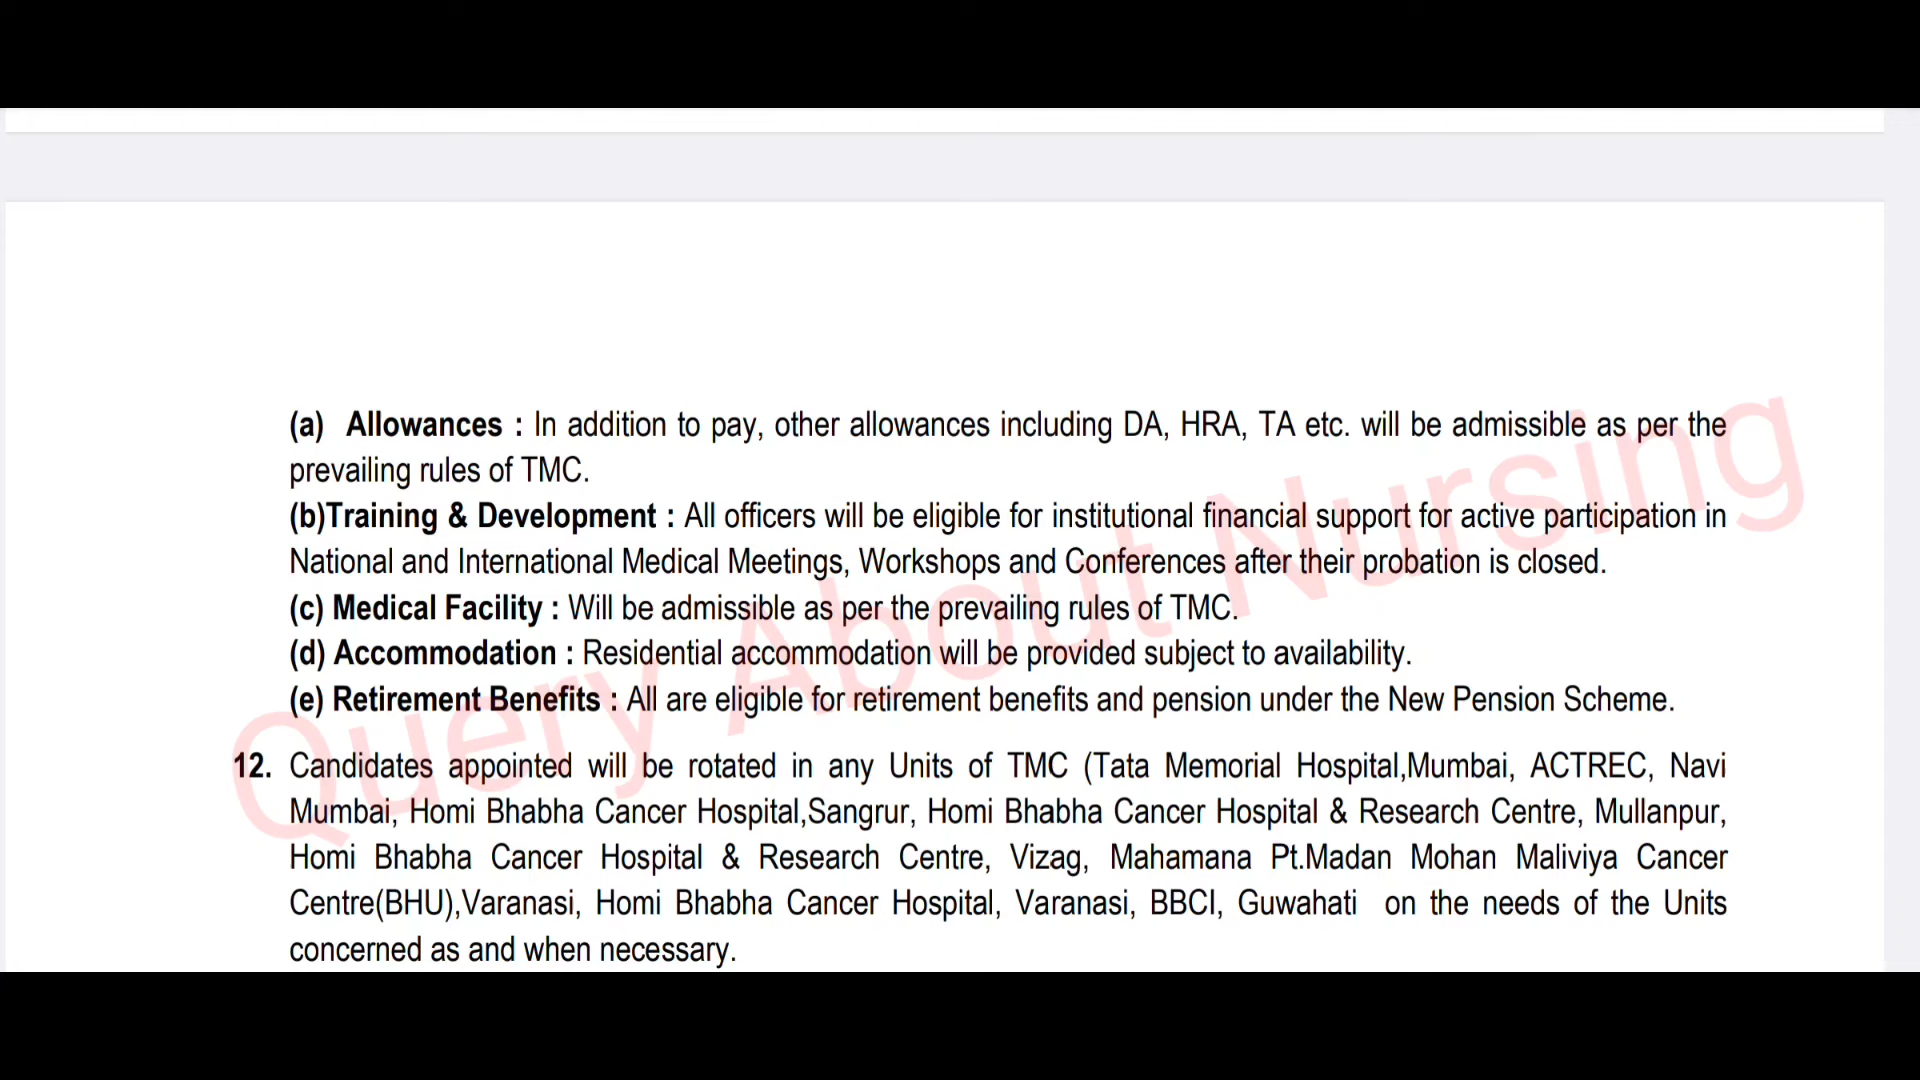 (a) Allowances : In addition to pay, other allowances including DA, HRA, TA etc. will be admissible as per the
prevailing rules of TMC.
(b)Training & Development : All officers will be eligible for institutional financial support for active participation in
National and International Medical Meetings, Workshops and Conferences after their probation is closed.
(c) Medical Facility : Will be admissible as per the prevailing rules of TMC.
(d) Accommodation : Residential accommodation will be provided subject to availability.
(e) Retirement Benefits : All are eligible for retirement benefits and pension under the New Pension Scheme.
12. Candidates appointed will be rotated in any Units of TMC (Tata Memorial Hospital,Mumbai, ACTREC, Navi
Mumbai, Homi Bhabha Cancer Hospital,Sangrur, Homi Bhabha Cancer Hospital & Research Centre, Mullanpur,
Homi Bhabha Cancer Hospital & Research Centre, Vizag, Mahamana Pt.Madan Mohan Maliviya Cancer
Centre(BHU),Varanasi, Homi Bhabha Cancer Hospital, Varanasi, BBCI, Guwahati on the needs of the Units
concerned as and when necessary.
Query About Nursing